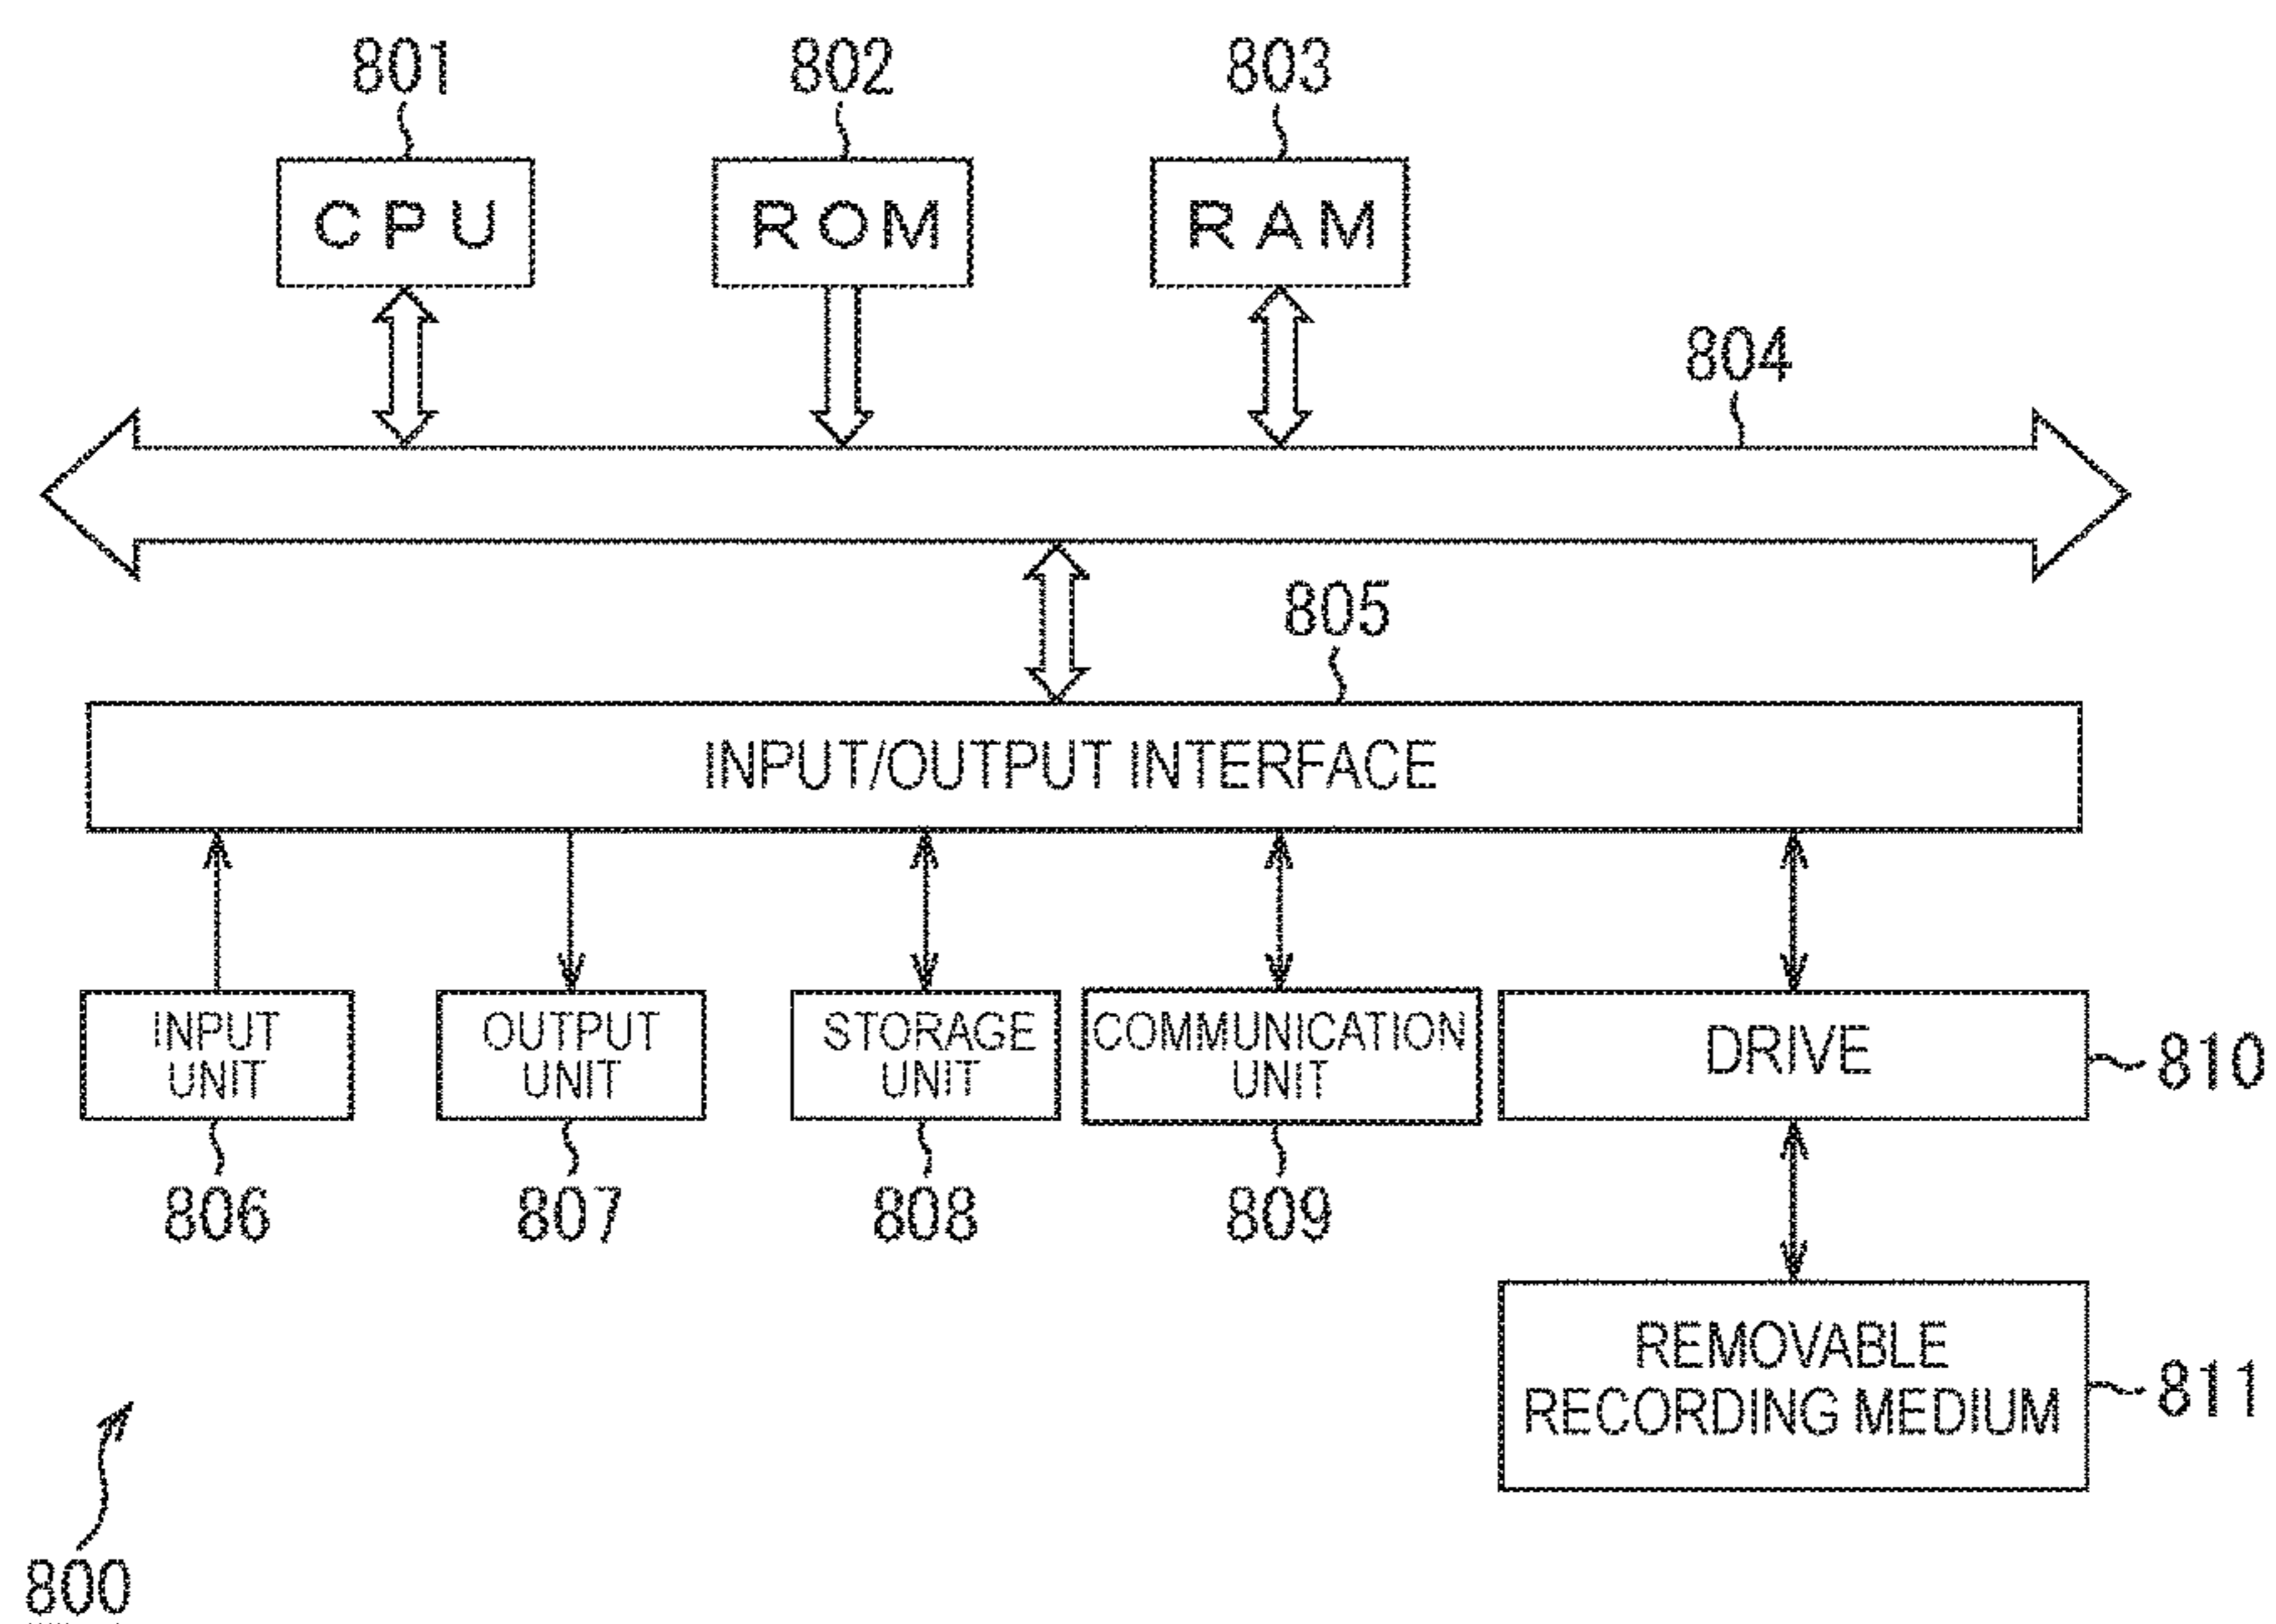 801
802
803
CPU
ROM
RAM
804
805
INPUT/OUTPUT INTERFACE
INPUT
UNIT
OUTPUT
UNIT
STORAGE
UNIT
COMMUNICATION
UNIT
DRIVE
810
806
807
808
809
REMOVABLE
RECORDING MEDIUM
811
800